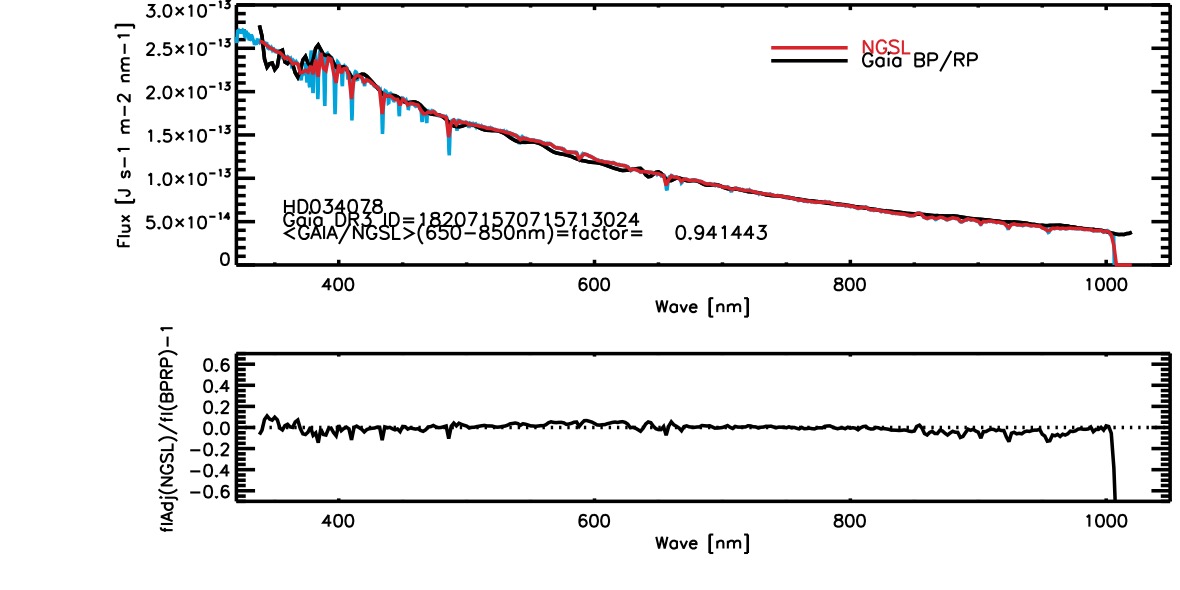 3.0×10−13
2.5×10−13
2.0×10−13
1.5×10−13
1.0×10−13
5.0×10−14
0
Flux [J s−1 m−2 nm−1]
NGSL
Gaia BP/RP
HD034078
Gaia DR3 ID=182071570715713024
<GAIA/NGSL>(650−850nm)=factor= 0.941443
400 600 800 1000
Wave [nm]
flAdj(NGSL)/fl(BPRP)−1
0.6
0.4
0.2
0.0
−0.2
−0.4
−0.6
400 600 800 1000
Wave [nm]